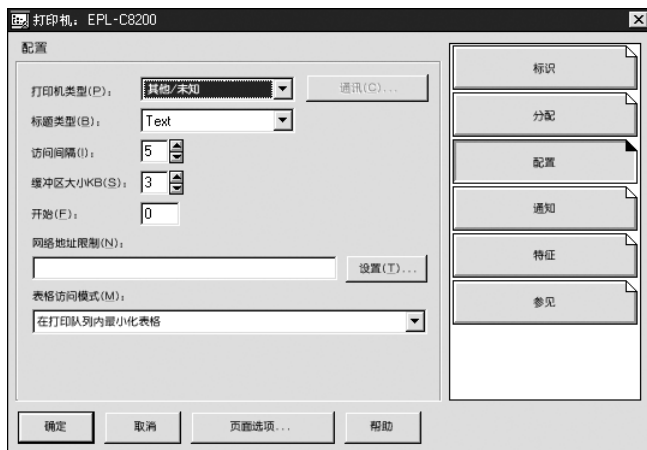 打印机：EPL-C8200
配置
打印机类型(P)：
其他/未知
通讯(C)...
标题类型(B)：
Text
访问间隔(I)：
5
缓冲区大小KB(S)：
3
开始(F)：
0
网络地址限制(N)：
设置(T)...
表格访问模式(M)：
在打印队列内最小化表格
确定
取消
页面选项...
帮助
标识
分配
配置
通知
特征
参见